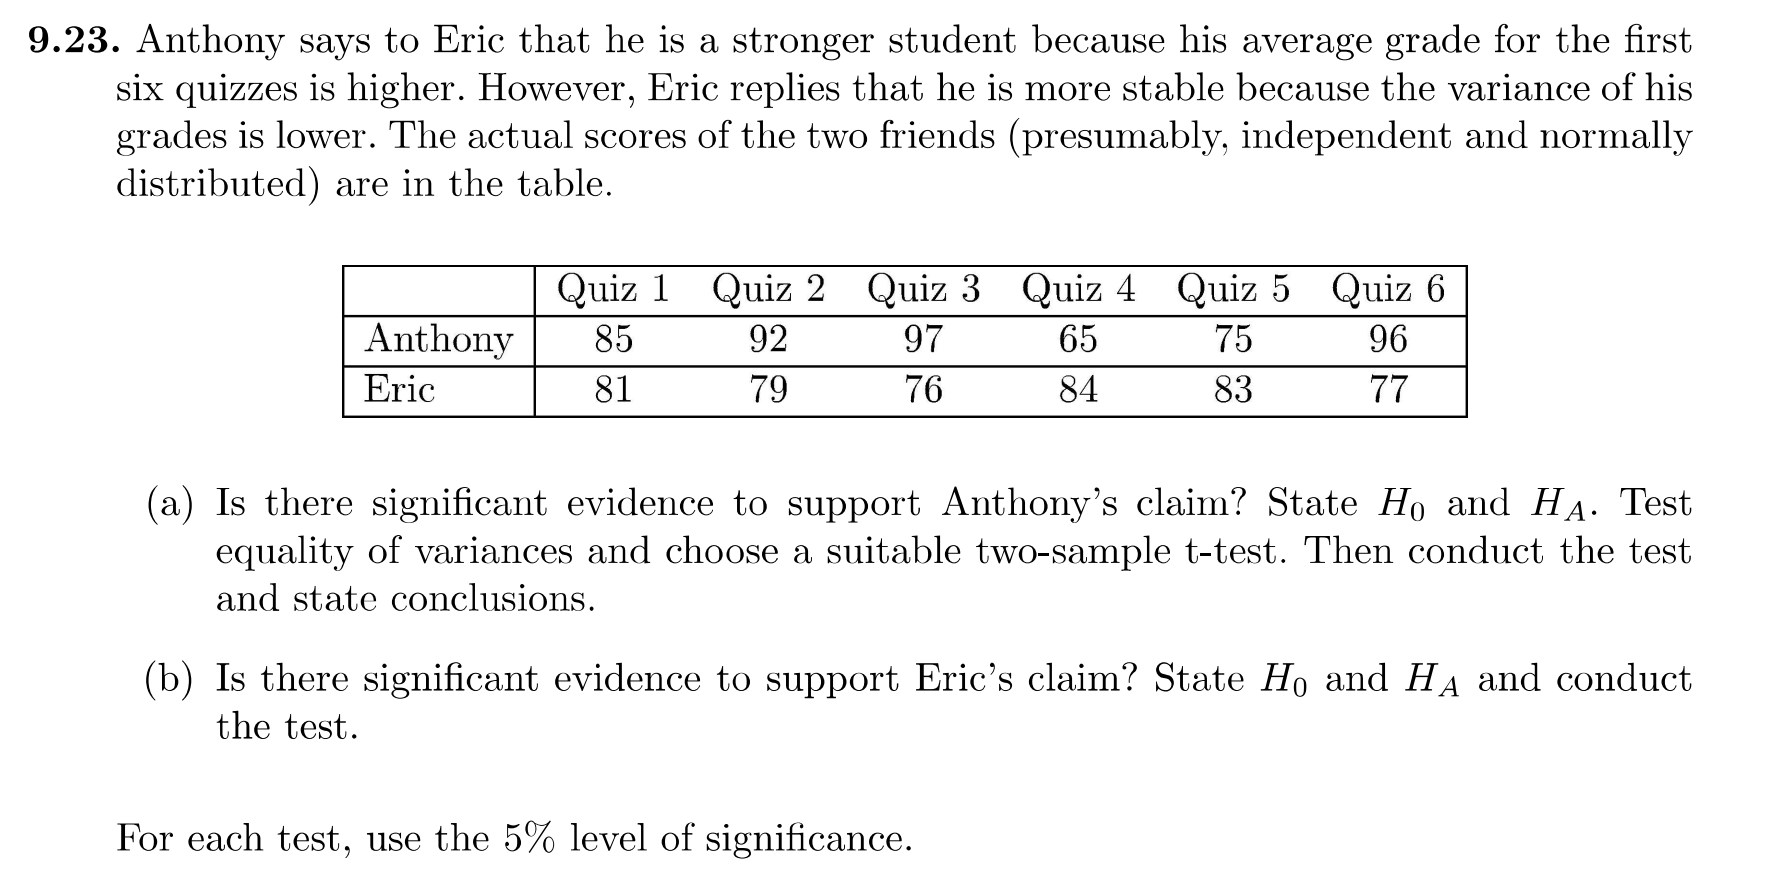 9.23. Anthony says to Eric that he is a stronger student because his average grade for the first
six quizzes is higher. However, Eric replies that he is more stable because the variance of his
grades is lower. The actual scores of the two friends (presumably, independent and normally
distributed) are in the table.
Quiz 1 Quiz 2 Quiz 3 Quiz 4 Quiz 5 Quiz 6
Anthony 85 92 97 65 75 96
Eric 81 79 76 84 83 77
(a) Is there significant evidence to support Anthony's claim? State H0 and HA. Test
equality of variances and choose a suitable two-sample t-test. Then conduct the test
and state conclusions.
(b) Is there significant evidence to support Eric's claim? State H0 and HA and conduct
the test.
For each test, use the 5% level of significance.